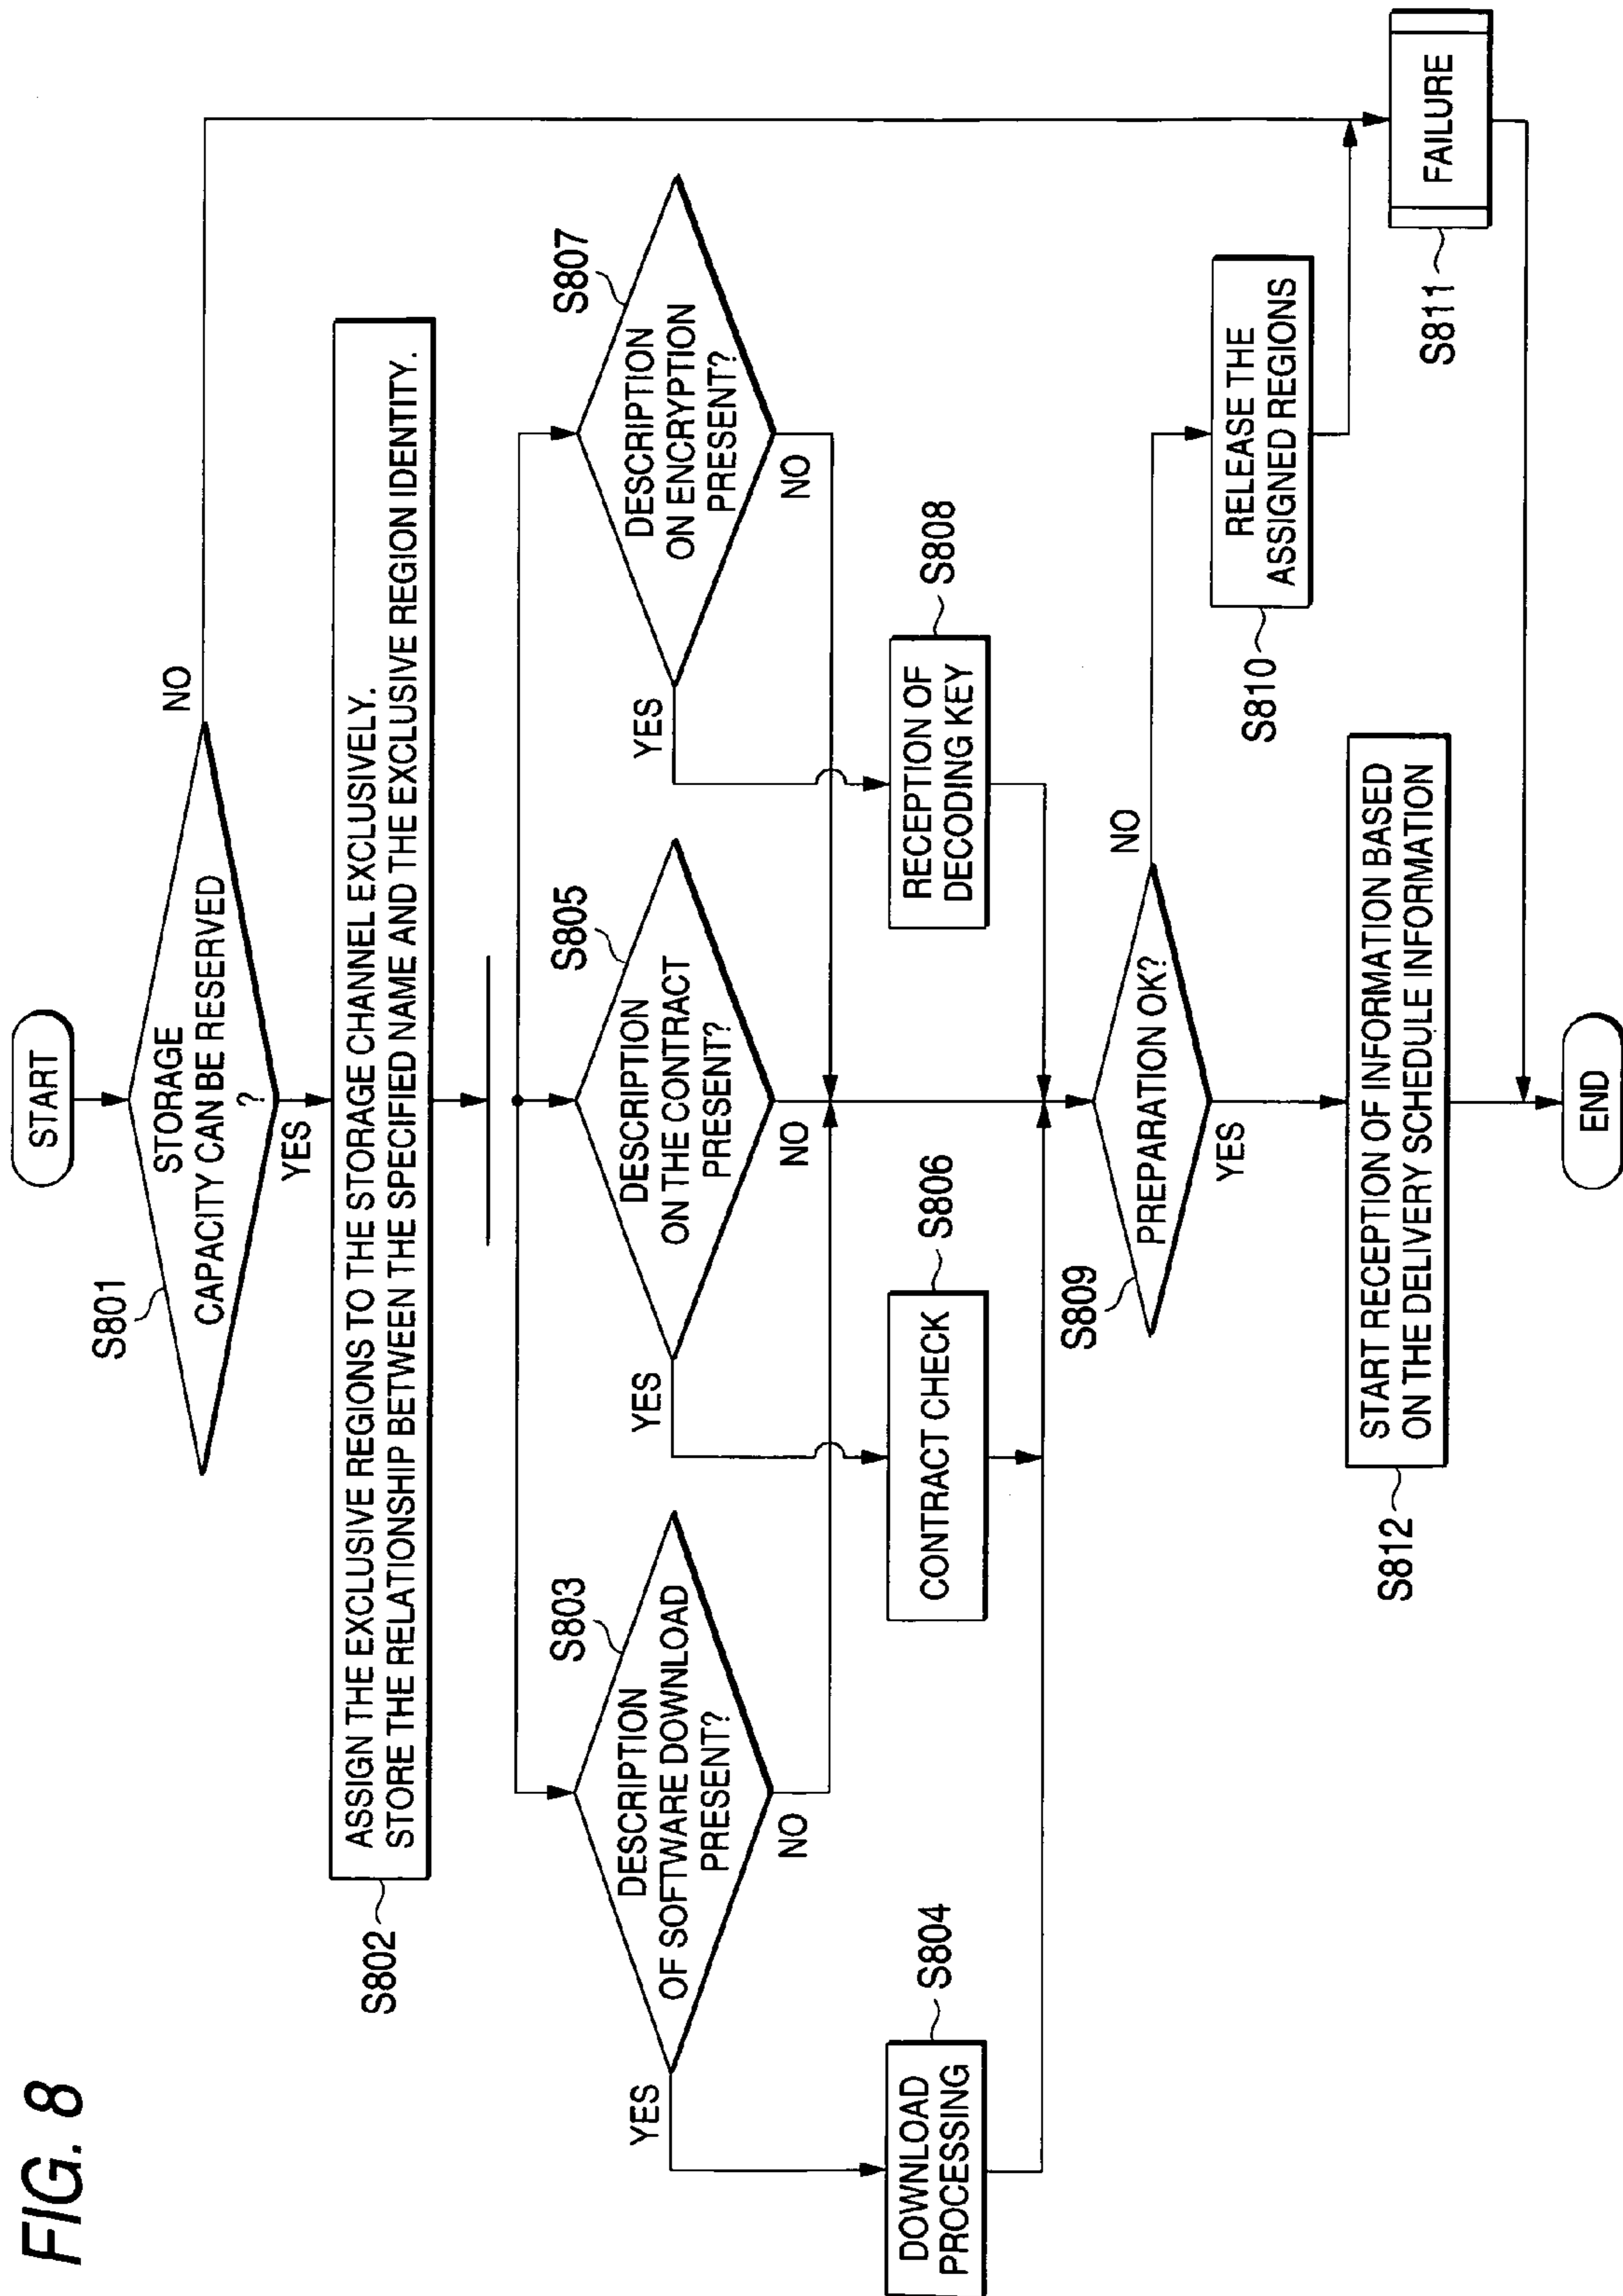 FIG. 8
START
S801
STORAGE
CAPACITY CAN BE RESERVED
?
NO
YES
S802
ASSIGN THE EXCLUSIVE REGIONS TO THE STORAGE CHANNEL EXCLUSIVELY.
STORE THE RELATIONSHIP BETWEEN THE SPECIFIED NAME AND THE EXCLUSIVE REGION IDENTITY.
S803
DESCRIPTION
OF SOFTWARE DOWNLOAD
PRESENT?
YES
NO
S805
DESCRIPTION
ON THE CONTRACT
PRESENT?
YES
NO
S807
DESCRIPTION
ON ENCRYPTION
PRESENT?
YES
NO
S804
DOWNLOAD
PROCESSING
S806
CONTRACT CHECK
S808
RECEPTION OF
DECODING KEY
S809
PREPARATION OK?
NO
YES
S810
RELEASE THE
ASSIGNED REGIONS
S812
START RECEPTION OF INFORMATION BASED
ON THE DELIVERY SCHEDULE INFORMATION
S811
FAILURE
END